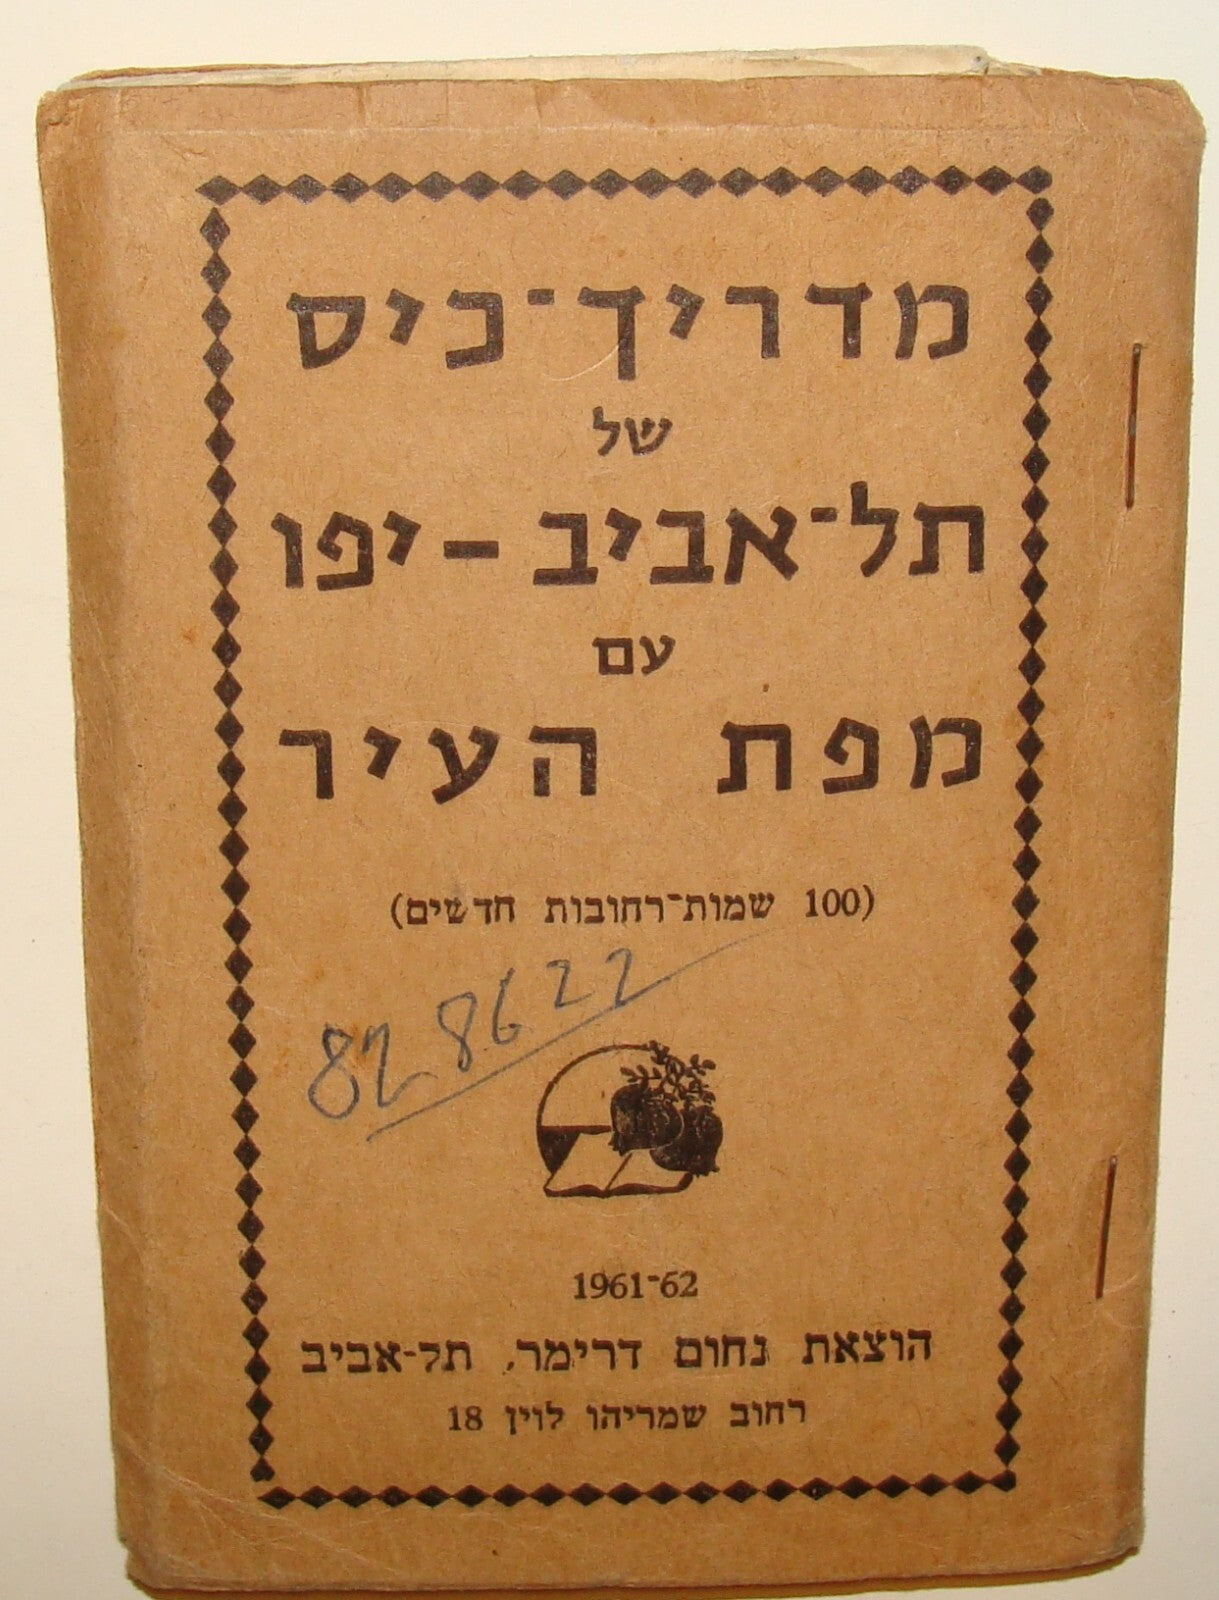 מדריך־כיס
של
תל־אביב – יפו
עם
מפת העיר
(100 שמות־רחובות חדשים)
82 8622
1961-62
הוצאת נחום דרימר, תל-אביב
רחוב שמריהו לוין 18